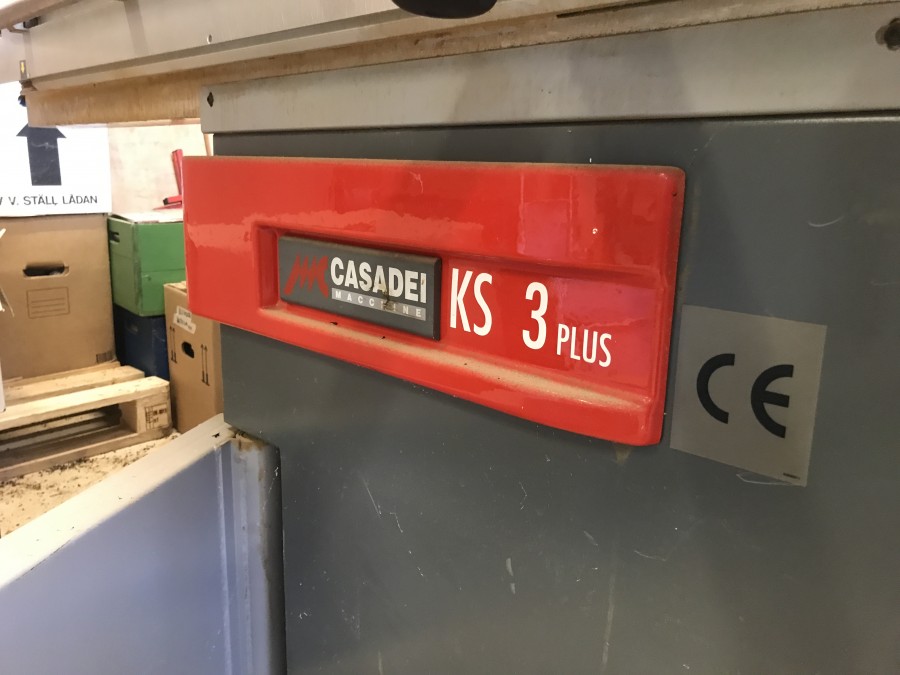 V. STÄLL LÅDAN
CASADEI
MACCHINE
KS 3 PLUS
CE